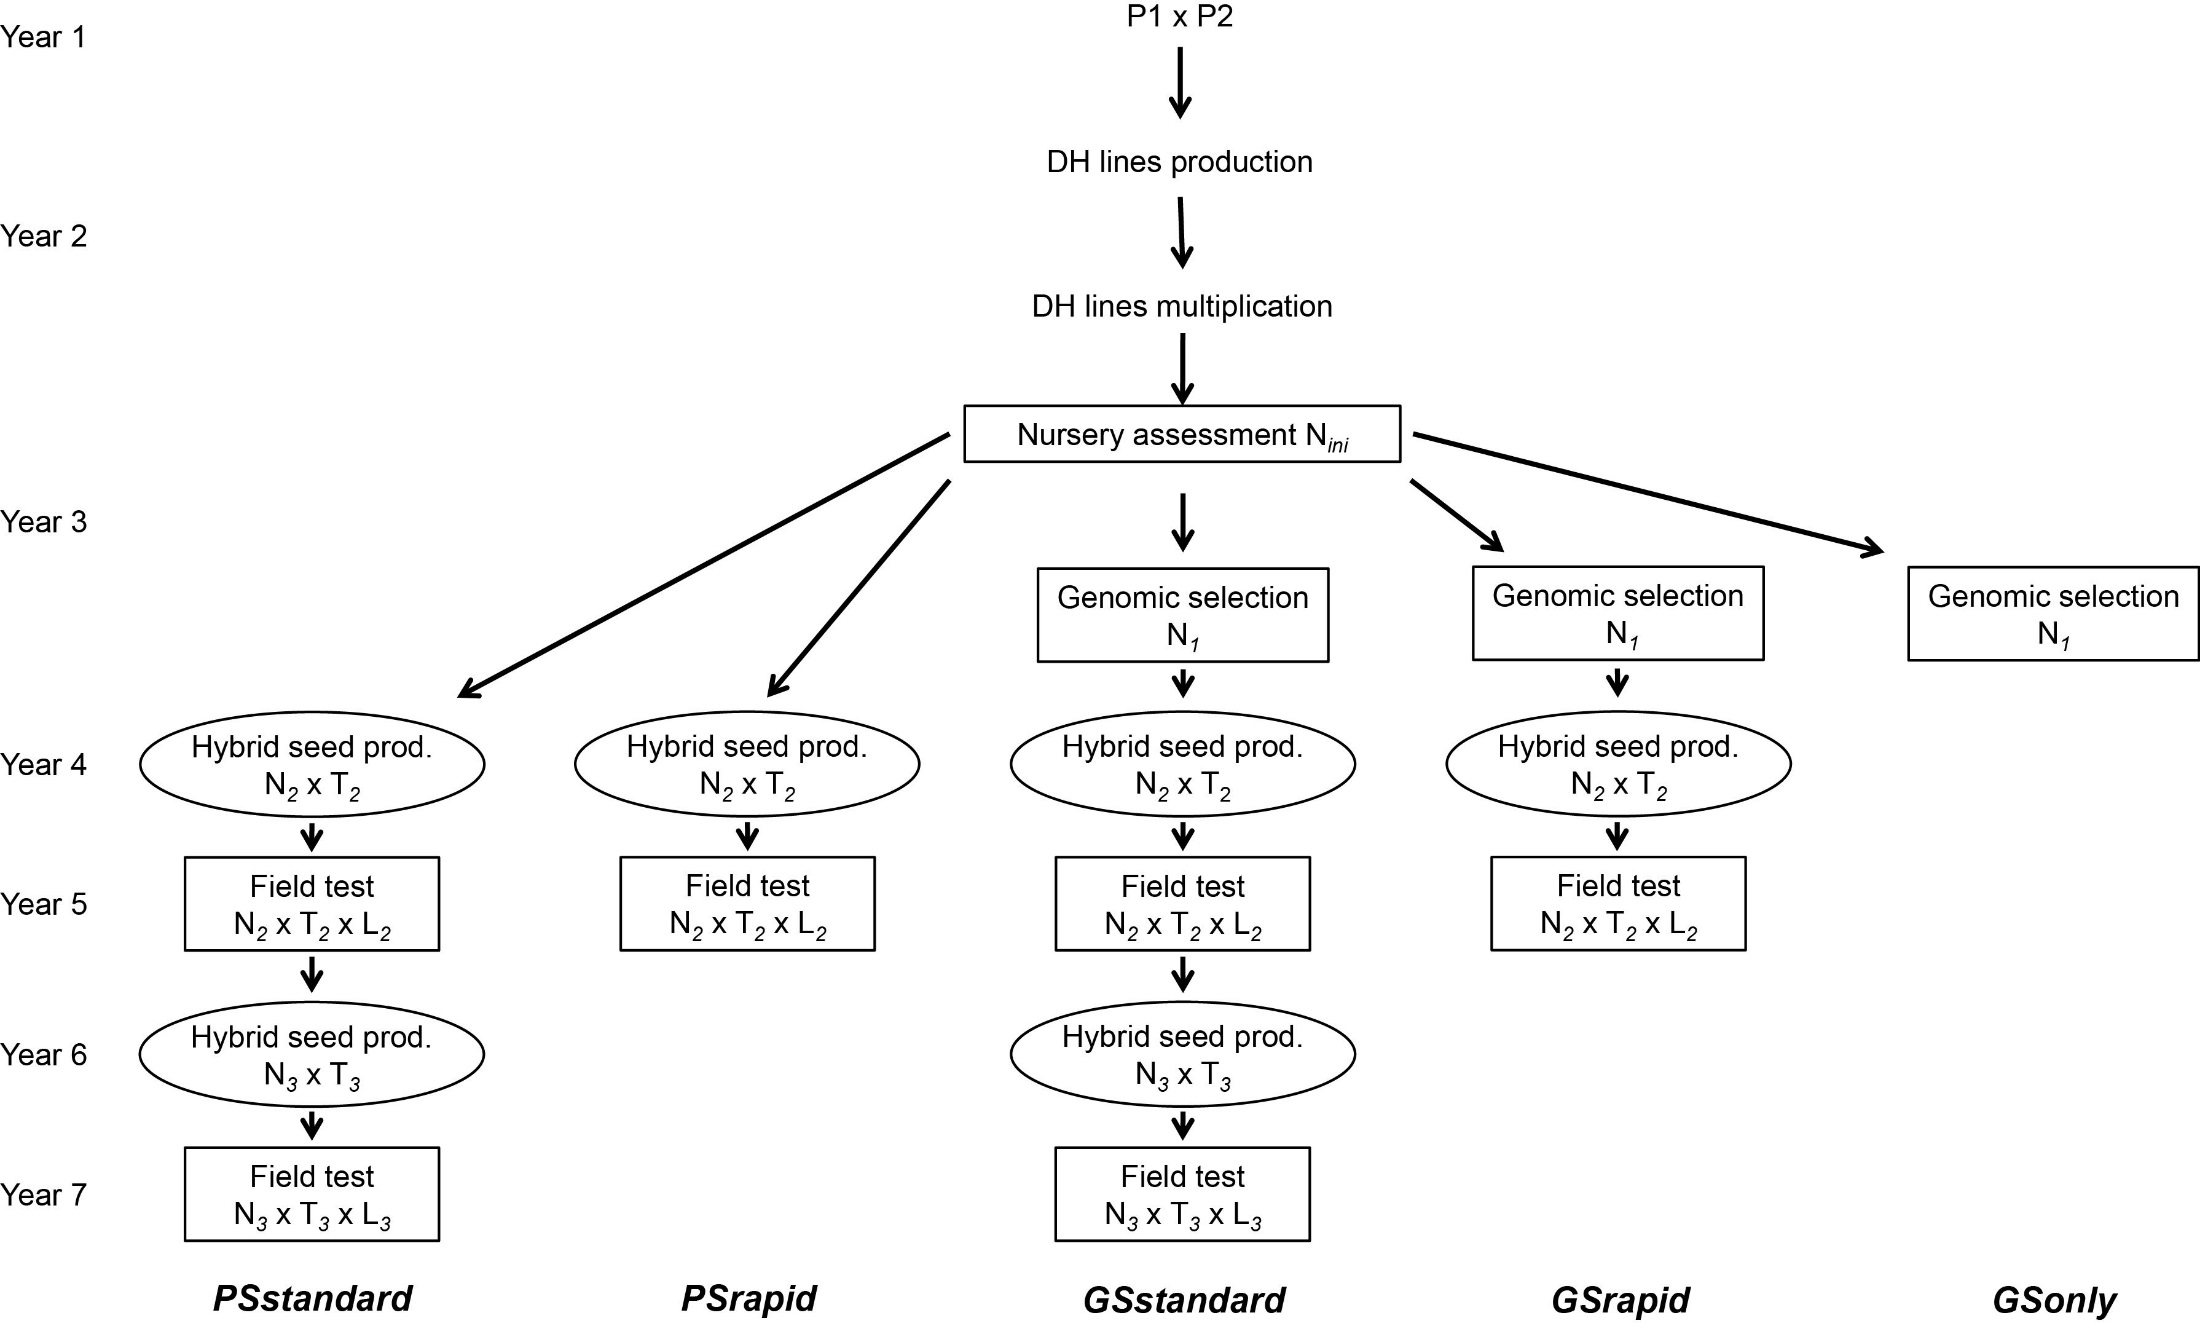 Year 1
P1 x P2
DH lines production
Year 2
DH lines multiplication
Nursery assessment Nini
Year 3
Genomic selection
N1
Genomic selection
N1
Genomic selection
N1
Year 4
Hybrid seed prod.
N2 x T2
Hybrid seed prod.
N2 x T2
Hybrid seed prod.
N2 x T2
Hybrid seed prod.
N2 x T2
Year 5
Field test
N2 x T2 x L2
Field test
N2 x T2 x L2
Field test
N2 x T2 x L2
Field test
N2 x T2 x L2
Year 6
Hybrid seed prod.
N3 x T3
Hybrid seed prod.
N3 x T3
Year 7
Field test
N3 x T3 x L3
Field test
N3 x T3 x L3
PSstandard
PSrapid
GSstandard
GSrapid
GSonly